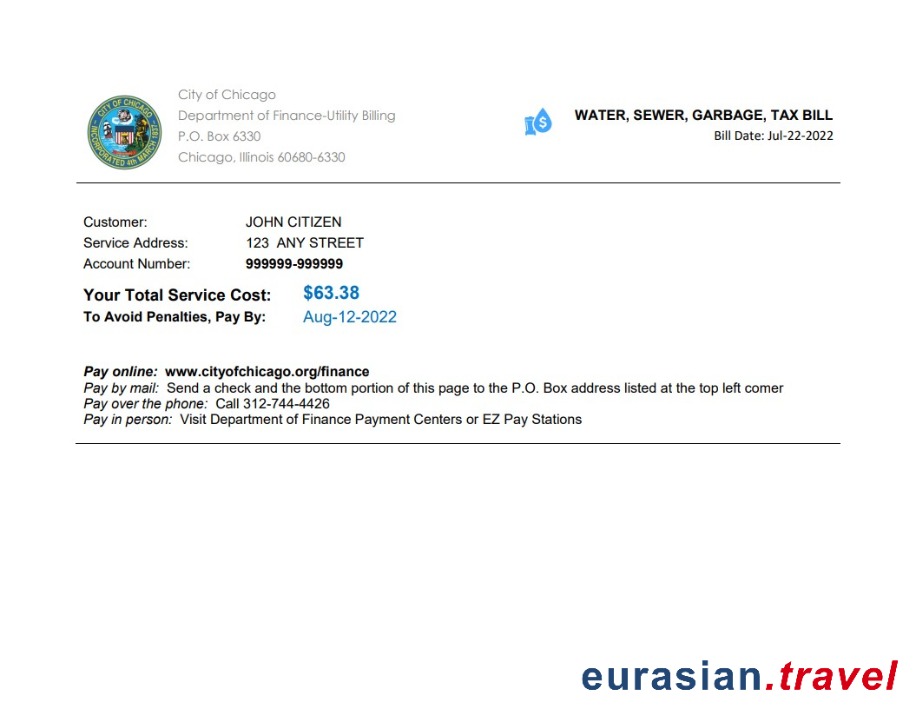 City of Chicago
Department of Finance-Utility Billing
P.O. Box 6330
Chicago, Illinois 60680-6330
WATER, SEWER, GARBAGE, TAX BILL
Bill Date: Jul-22-2022
CITY OF CHICAGO
INCORPORATED 4th MARCH 1837
Customer: JOHN CITIZEN
Service Address: 123 ANY STREET
Account Number: 999999-999999
Your Total Service Cost: $63.38
To Avoid Penalties, Pay By: Aug-12-2022
Pay online: www.cityofchicago.org/finance
Pay by mail: Send a check and the bottom portion of this page to the P.O. Box address listed at the top left comer
Pay over the phone: Call 312-744-4426
Pay in person: Visit Department of Finance Payment Centers or EZ Pay Stations
eurasian.travel